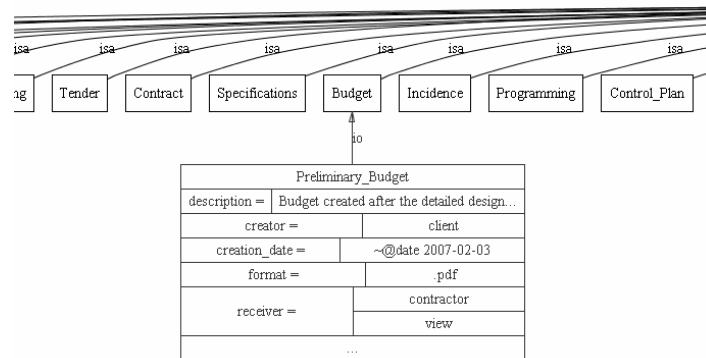 isa isa isa isa isa isa isa isa
ng Tender Contract Specifications Budget Incidence Programming Control_Plan
io
Preliminary_Budget
description = Budget created after the detailed design...
creator = client
creation_date = ~@date 2007-02-03
format = .pdf
receiver = contractor
view
...